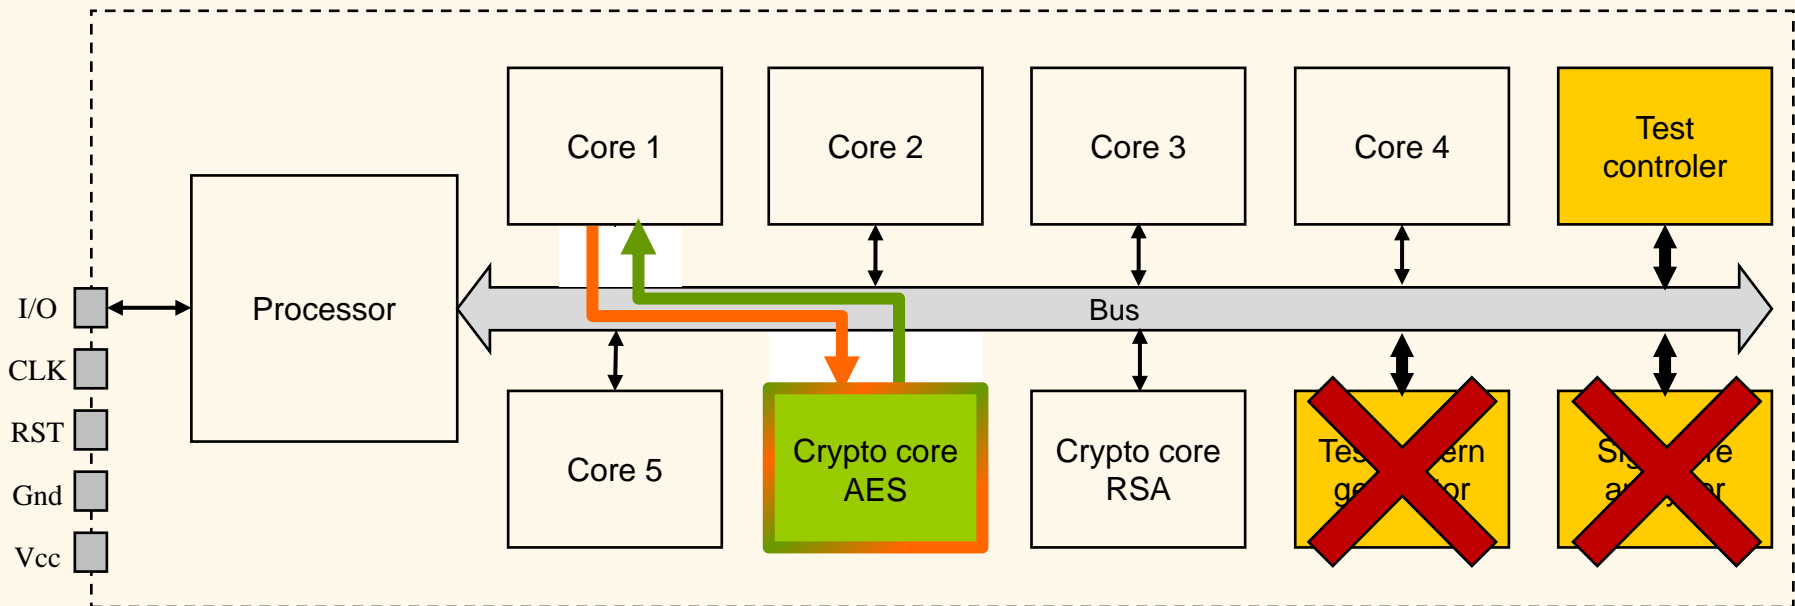 Core 1
Core 2
Core 3
Core 4
Test
controler
I/O
CLK
RST
Gnd
Vcc
Processor
Bus
Core 5
Crypto core
AES
Crypto core
RSA